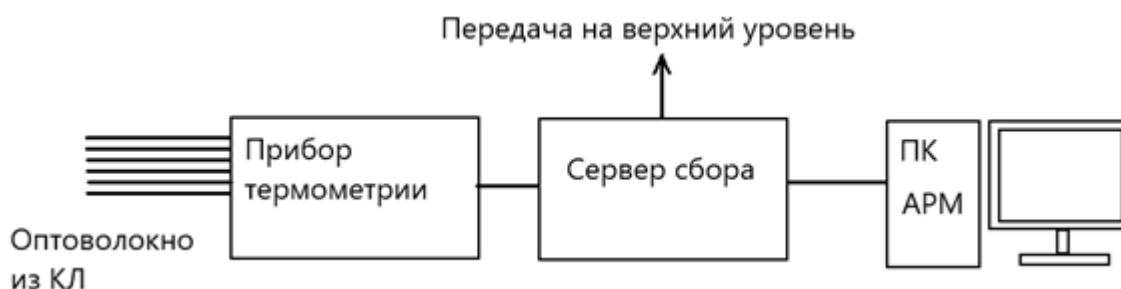 Передача на верхний уровень
Прибор
термометрии
Сервер сбора
ПК
АРМ
Оптоволокно
из КЛ